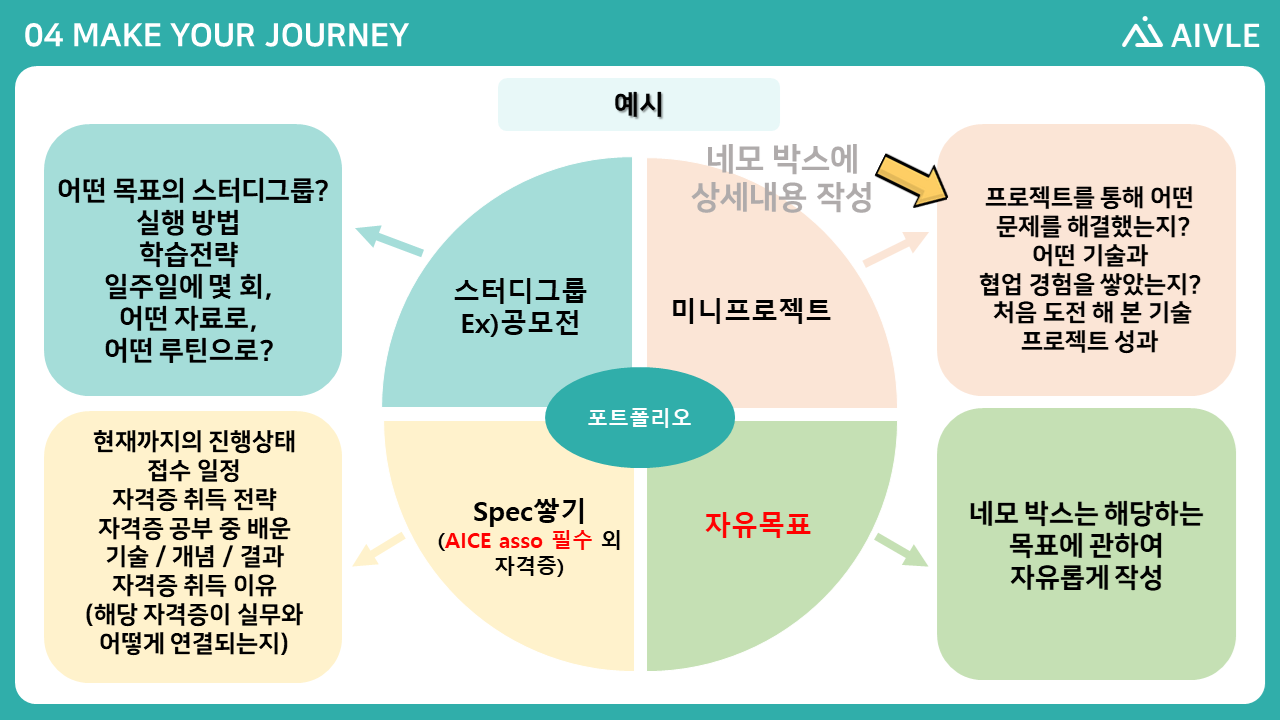 04 MAKE YOUR JOURNEY
AIVLE
예시
네모 박스에
상세내용 작성
어떤 목표의 스터디그룹?
실행 방법
학습전략
일주일에 몇 회,
어떤 자료로,
어떤 루틴으로?
스터디그룹
Ex)공모전
미니프로젝트
프로젝트를 통해 어떤
문제를 해결했는지?
어떤 기술과
협업 경험을 쌓았는지?
처음 도전 해 본 기술
프로젝트 성과
포트폴리오
현재까지의 진행상태
접수 일정
자격증 취득 전략
자격증 공부 중 배운
기술 / 개념 / 결과
자격증 취득 이유
(해당 자격증이 실무와
어떻게 연결되는지)
Spec쌓기
(AICE asso 필수 외
자격증)
자유목표
네모 박스는 해당하는
목표에 관하여
자유롭게 작성